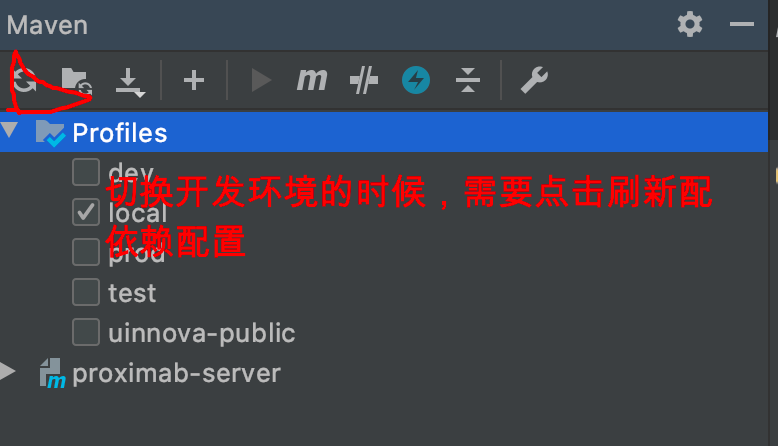 Maven
m
Profiles
dev
切换开发环境的时候，需要点击刷新配
local
依赖配置
prod
test
uinnova-public
m proximab-server